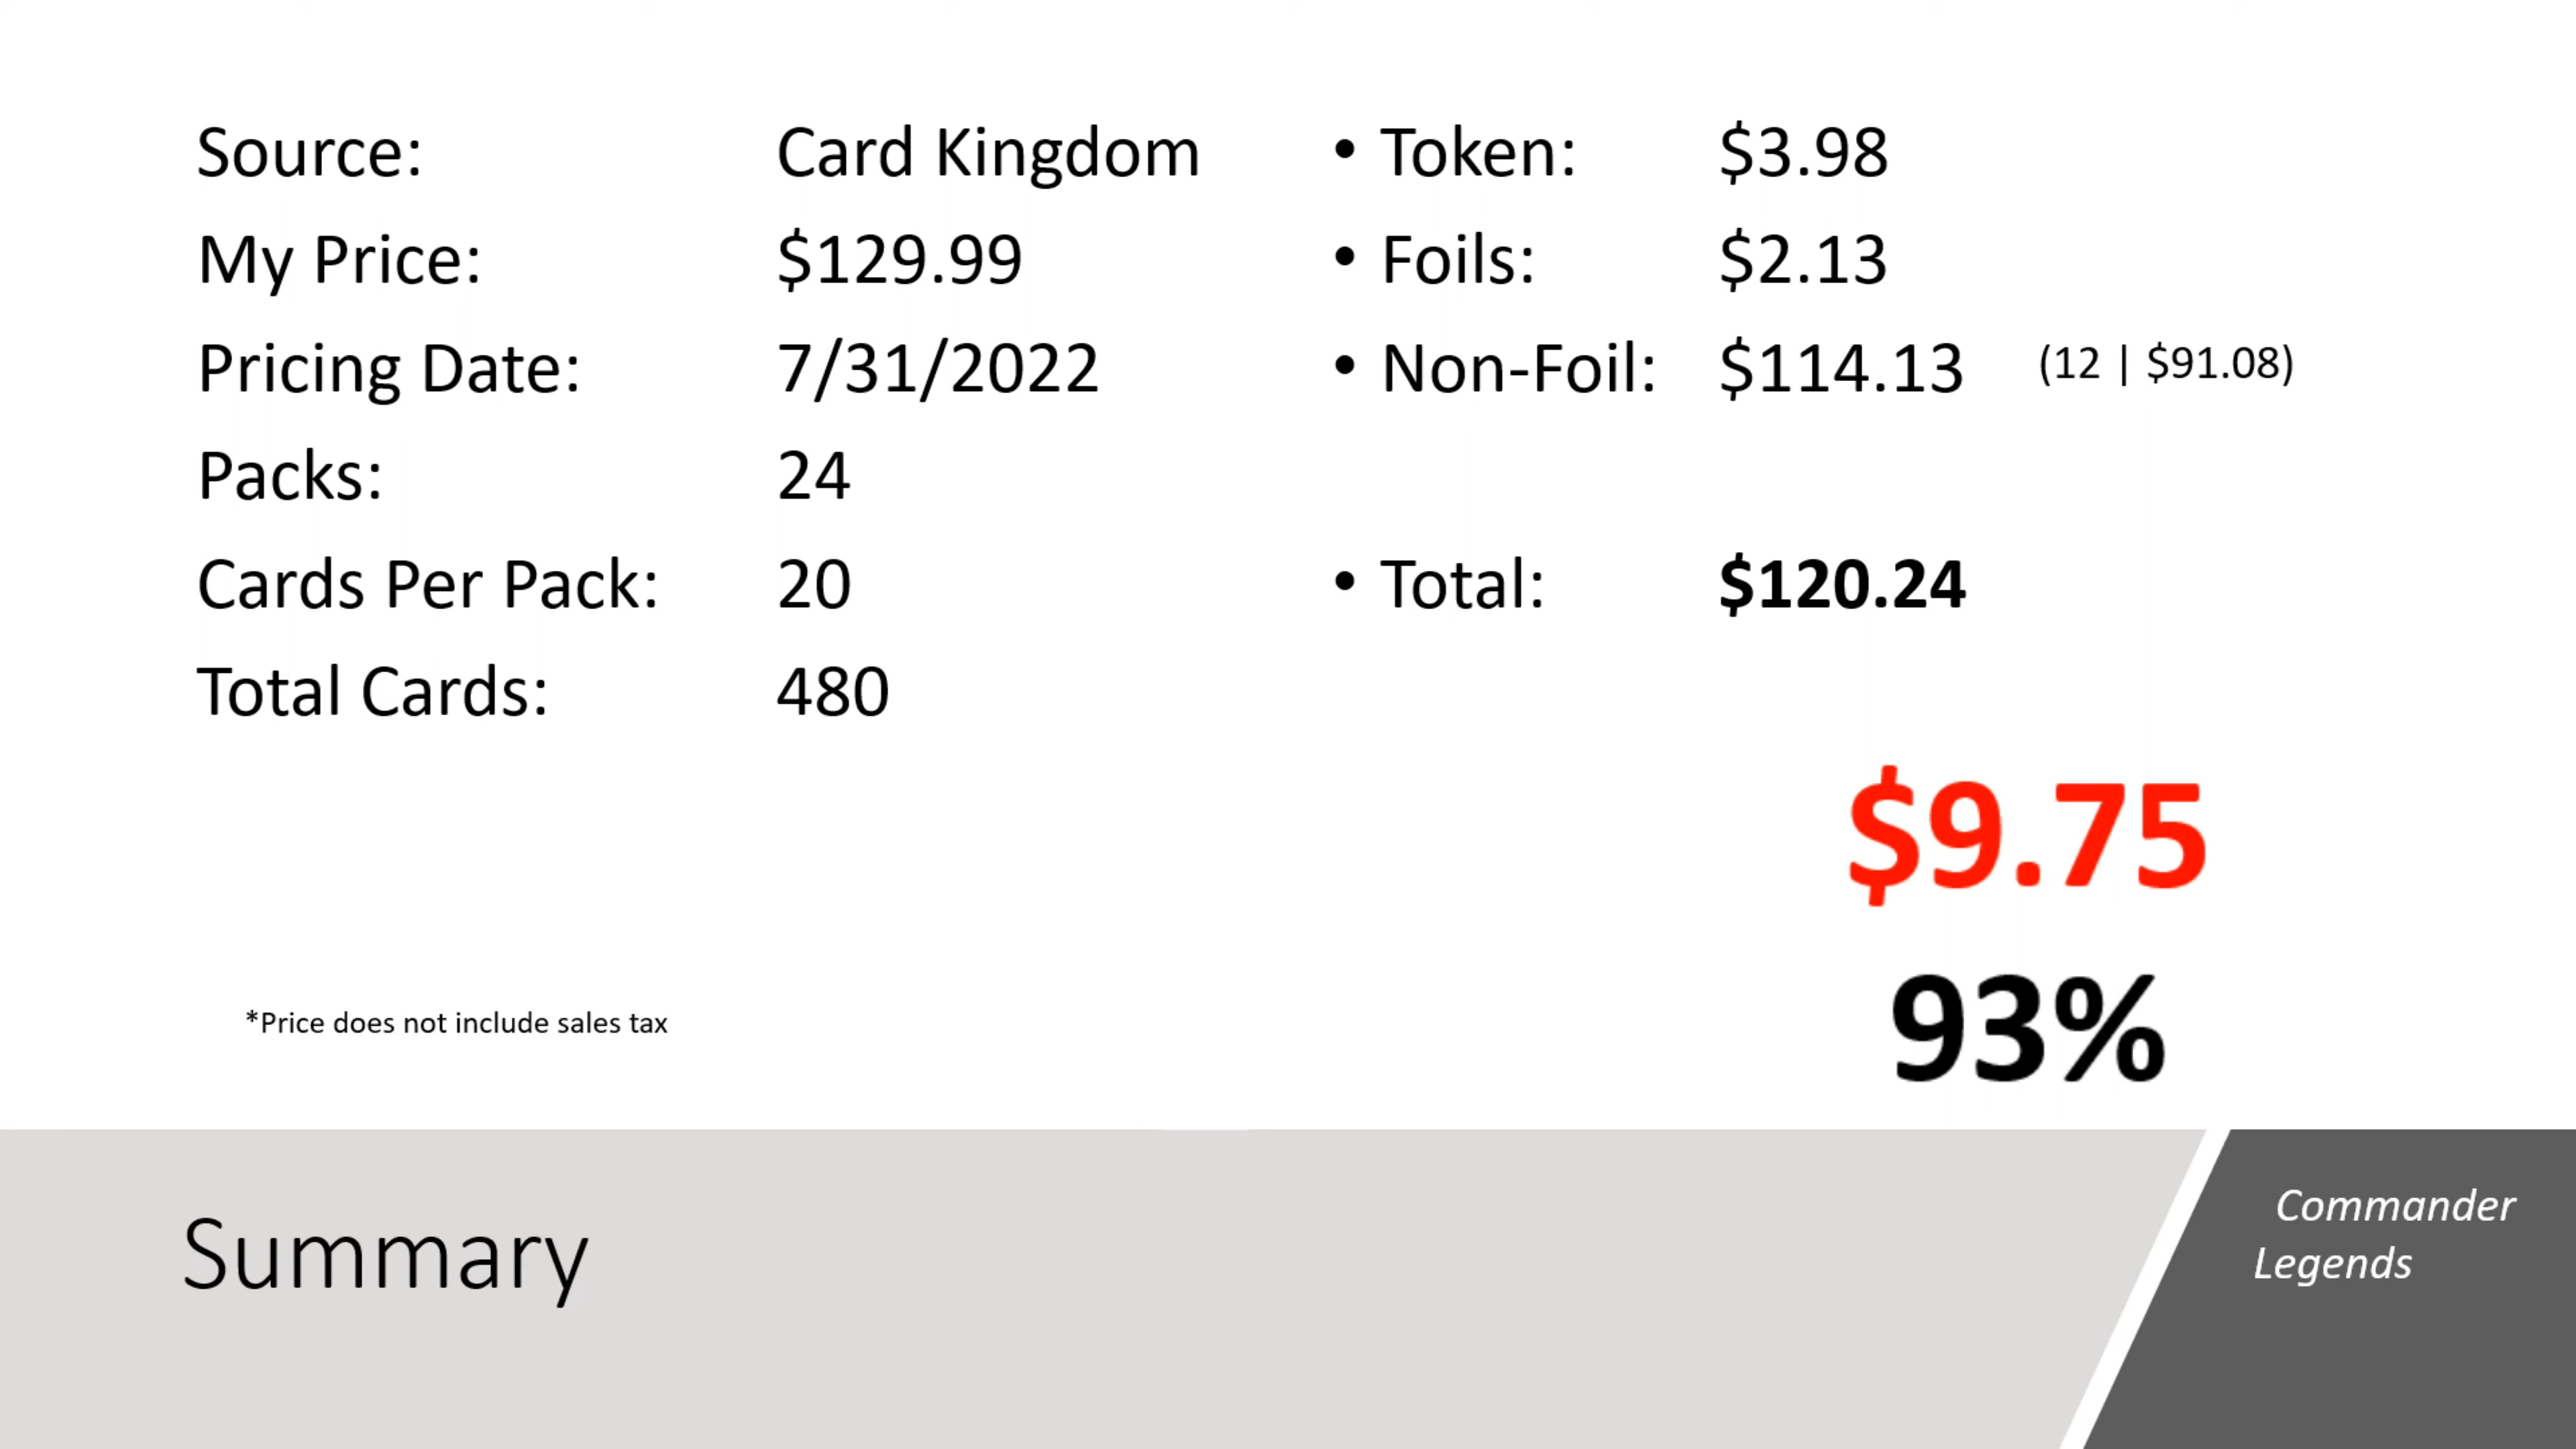 Source: Card Kingdom
My Price: $129.99
Pricing Date: 7/31/2022
Packs: 24
Cards Per Pack: 20
Total Cards: 480
*Price does not include sales tax
• Token: $3.98
• Foils: $2.13
• Non-Foil: $114.13 (12 | $91.08)
• Total: $120.24
$9.75
93%
Summary
Commander
Legends